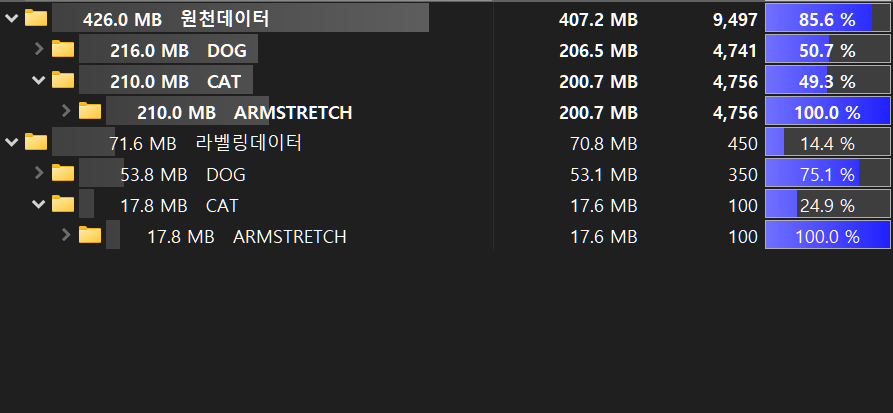 426.0 MB 원천데이터 407.2 MB 9,497 85.6 %
216.0 MB DOG 206.5 MB 4,741 50.7 %
210.0 MB CAT 200.7 MB 4,756 49.3 %
210.0 MB ARMSTRETCH 200.7 MB 4,756 100.0 %
71.6 MB 라벨링데이터 70.8 MB 450 14.4 %
53.8 MB DOG 53.1 MB 350 75.1 %
17.8 MB CAT 17.6 MB 100 24.9 %
17.8 MB ARMSTRETCH 17.6 MB 100 100.0 %